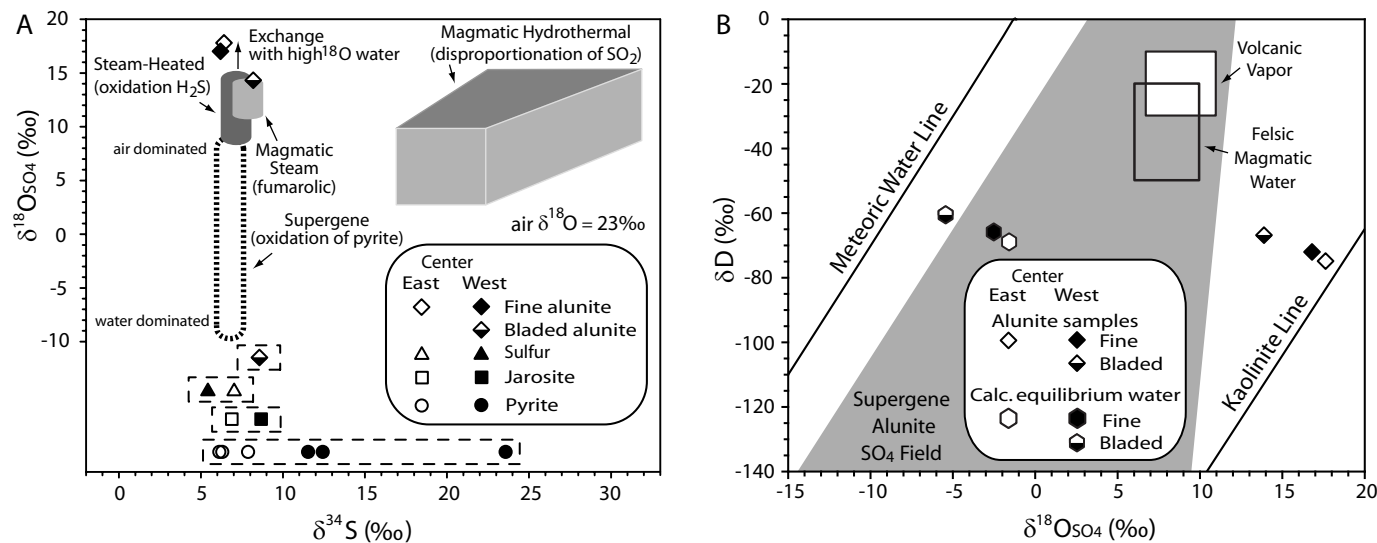 A
20
15
10
5
0
-5
-10
δ18OSO4 (‰)
0
5
10
15
20
25
30
δ34S (‰)
Exchange
with high18O water
Steam-Heated
(oxidation H2S)
Magmatic Hydrothermal
(disproportionation of SO2)
air dominated
Magmatic
Steam
(fumarolic)
Supergene
(oxidation of pyrite)
air δ18O = 23‰
water dominated
Center
East West
Fine alunite
Bladed alunite
Sulfur
Jarosite
Pyrite
B
0
-20
-40
-60
-80
-100
-120
-140
δD (‰)
-15
-10
-5
0
5
10
15
20
δ18OSO4 (‰)
Meteoric Water Line
Volcanic
Vapor
Felsic
Magmatic
Water
Kaolinite Line
Supergene
Alunite
SO4 Field
Center
East West
Alunite samples
Fine
Bladed
Calc. equilibrium water
Fine
Bladed